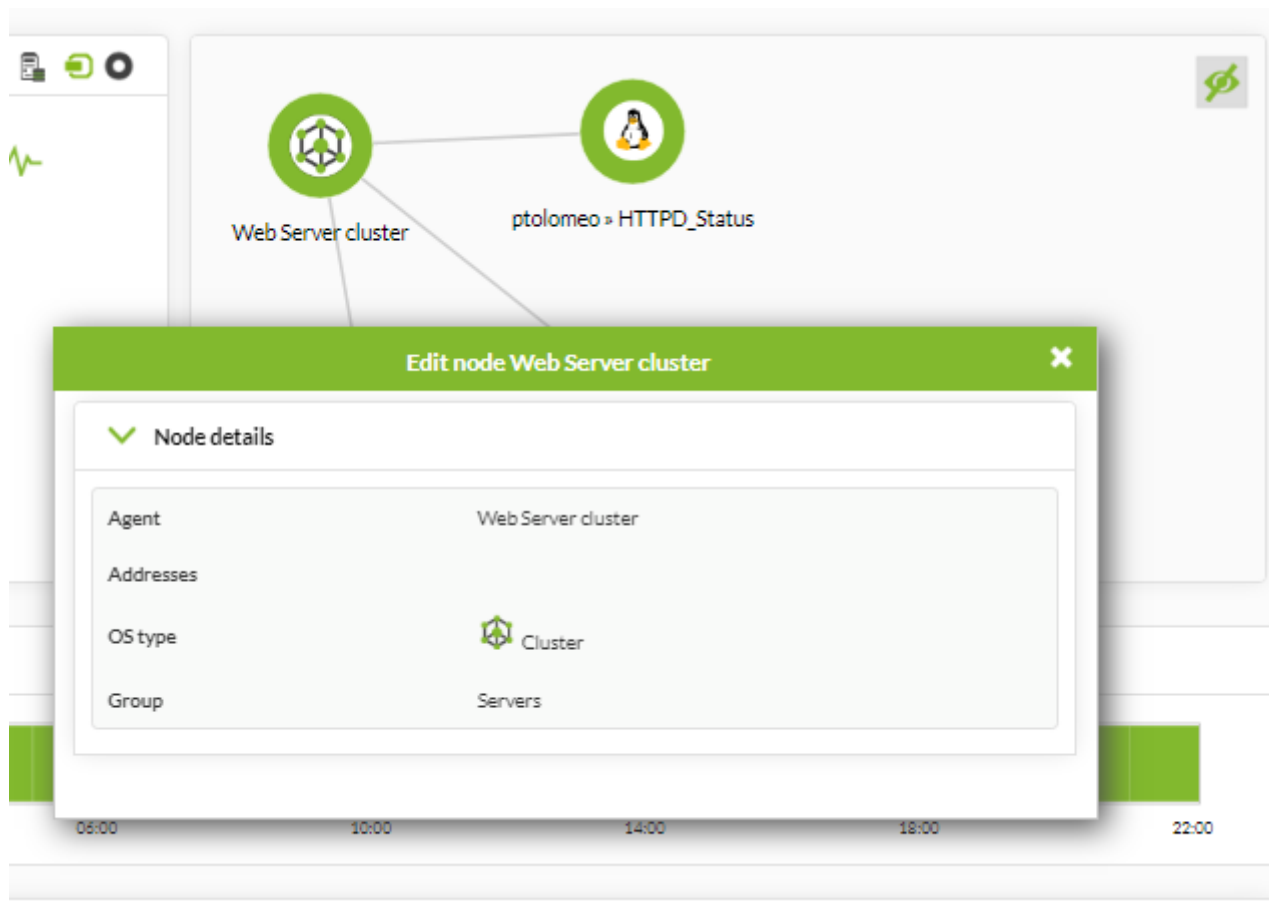 Web Server cluster
ptolomeo » HTTPD_Status
Edit node Web Server cluster
Node details
Agent Web Server cluster
Addresses
OS type Cluster
Group Servers
06:00 10:00 14:00 18:00 22:00